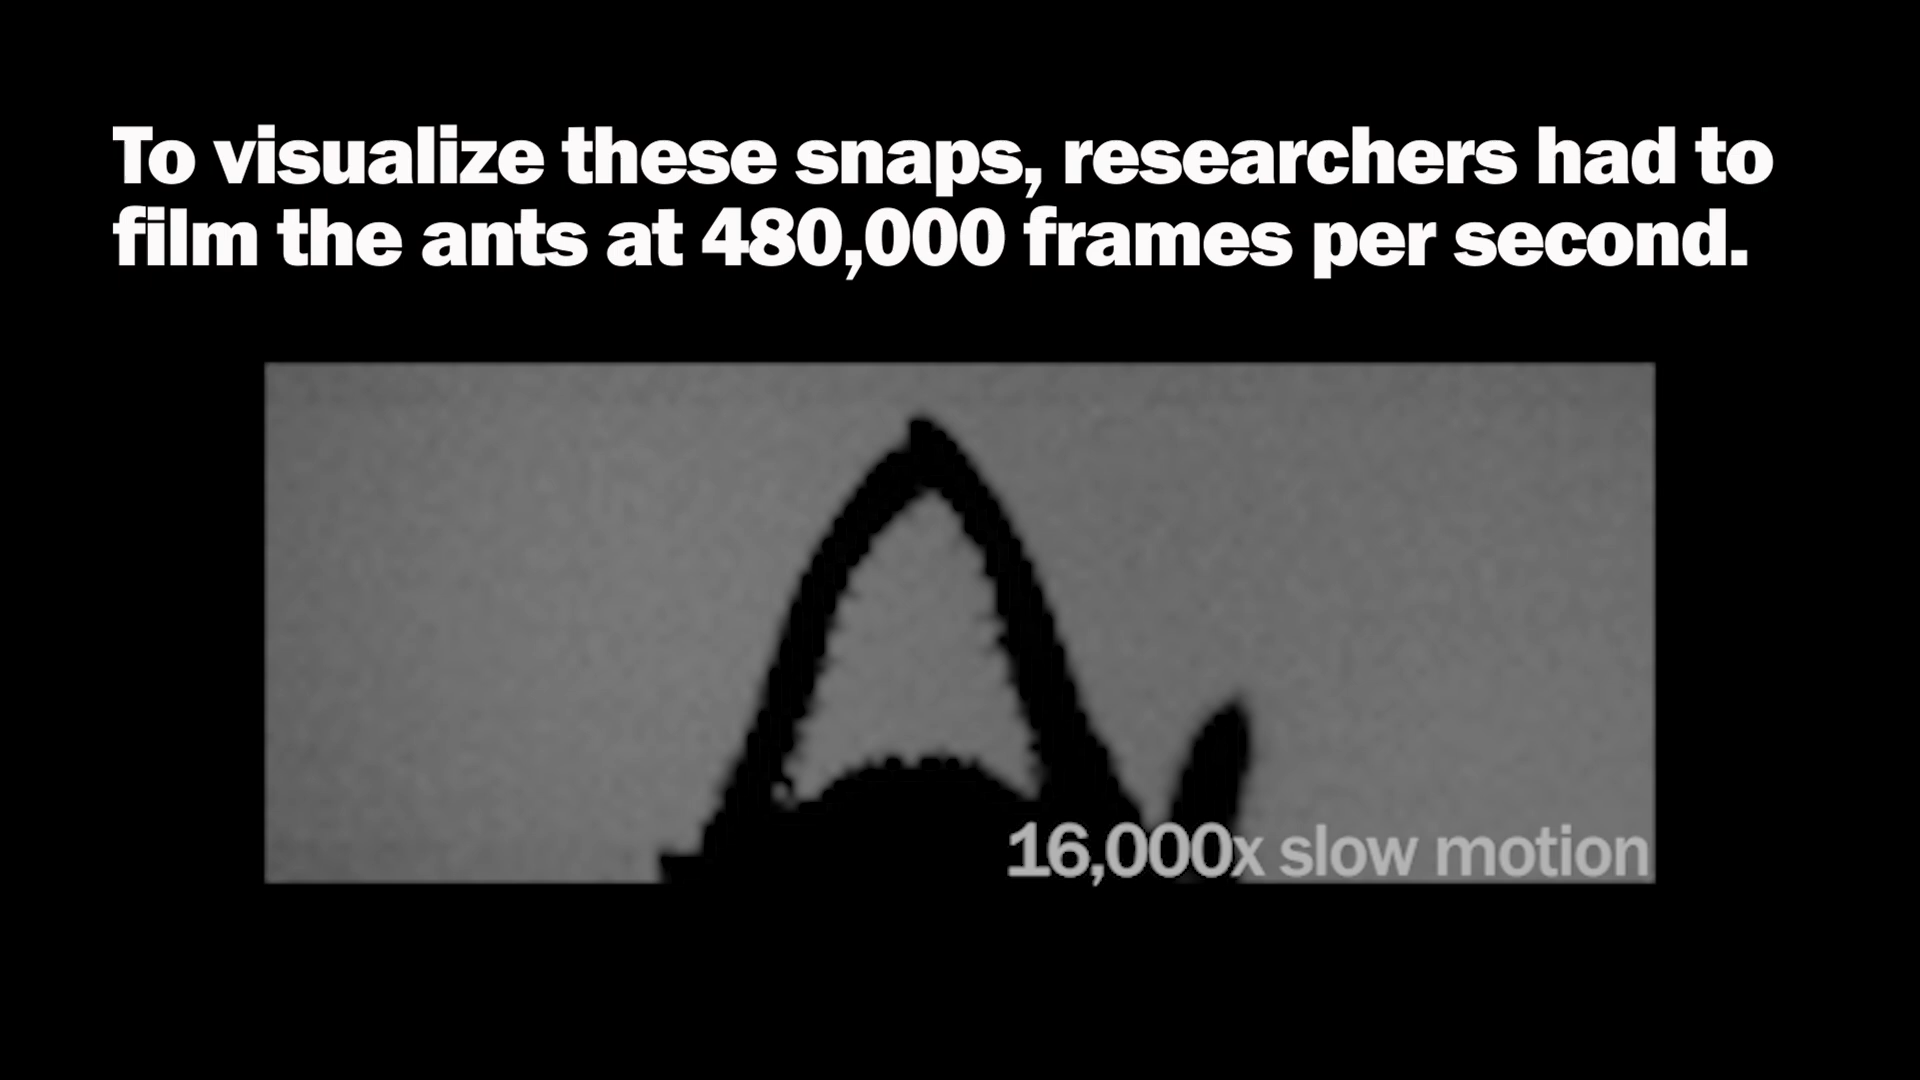 To visualize these snaps, researchers had to
film the ants at 480,000 frames per second.
16,000x slow motion